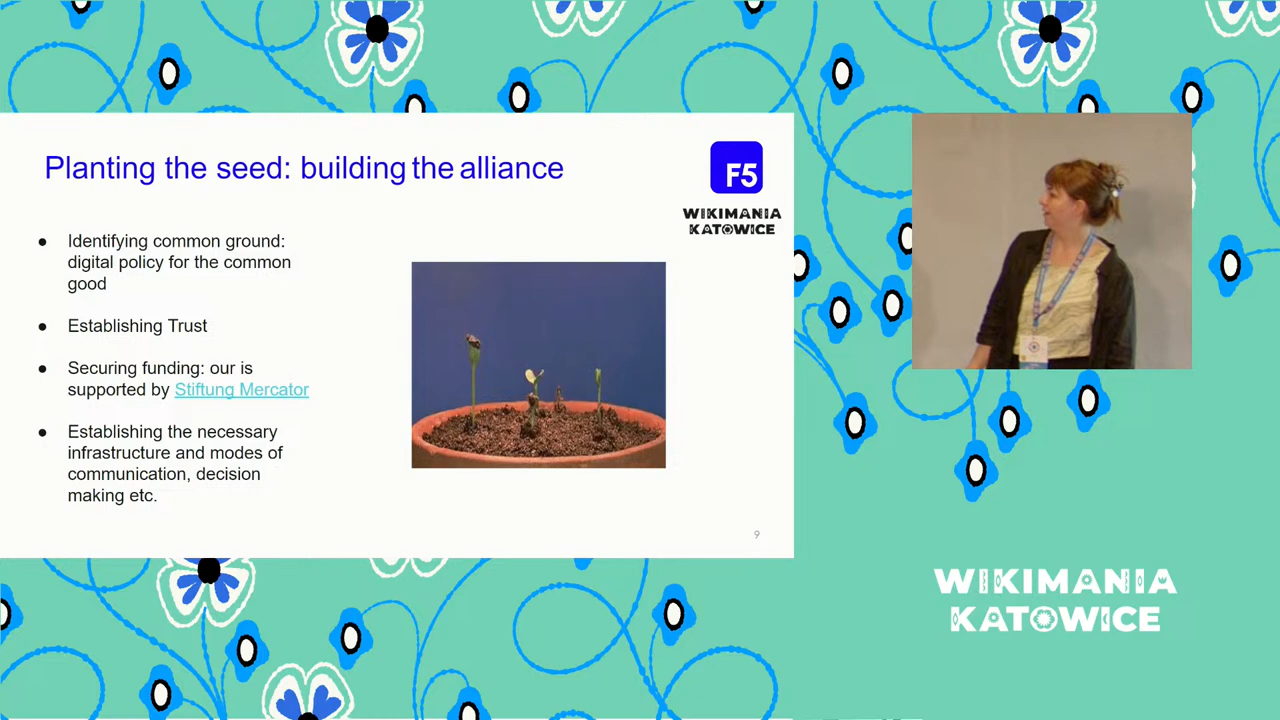 Planting the seed: building the alliance
F5
WIKIMANIA
KATOWICE
● Identifying common ground:
digital policy for the common
good
● Establishing Trust
● Securing funding: our is
supported by Stiftung Mercator
● Establishing the necessary
infrastructure and modes of
communication, decision
making etc.
9
WIKIMANIA
KATOWICE